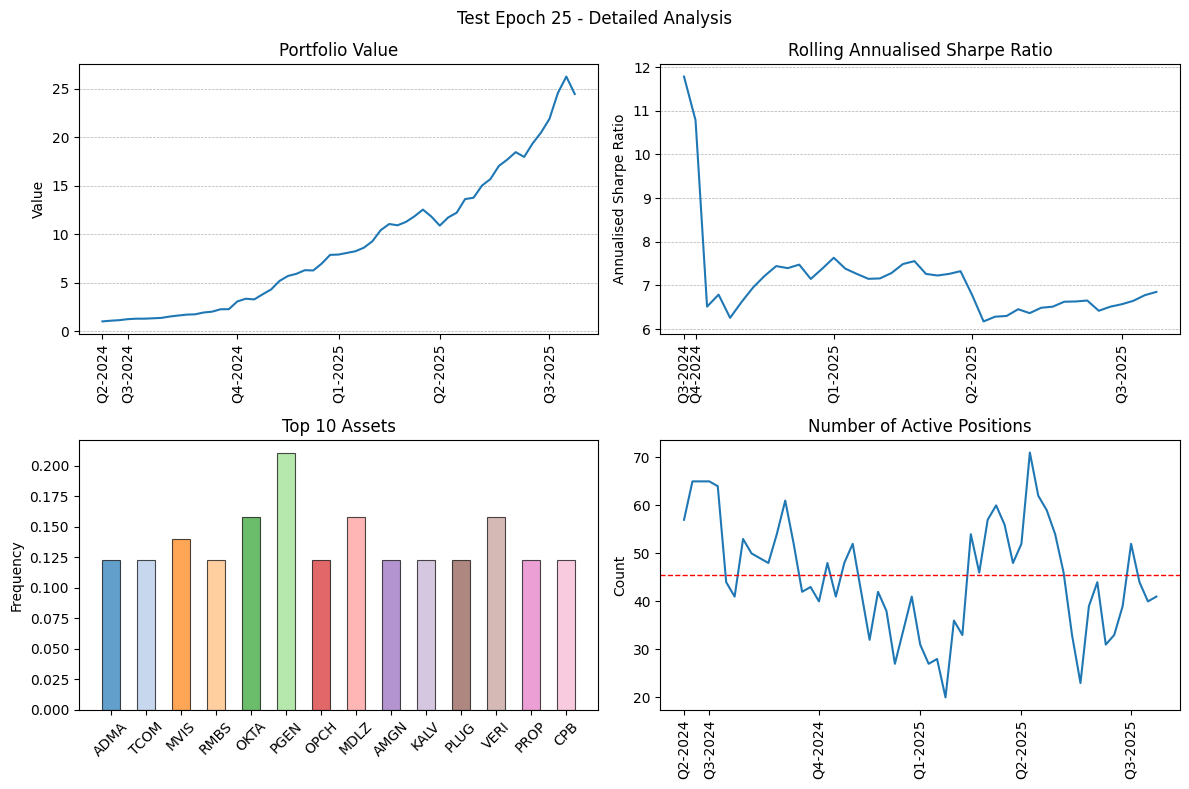 Test Epoch 25 - Detailed Analysis
Portfolio Value
Value
25
20
15
10
5
0
Q2-2024
Q3-2024
Q4-2024
Q1-2025
Q2-2025
Q3-2025
Rolling Annualised Sharpe Ratio
Annualised Sharpe Ratio
12
11
10
9
8
7
6
Q3-2024
Q4-2024
Q1-2025
Q2-2025
Q3-2025
Top 10 Assets
Frequency
0.200
0.175
0.150
0.125
0.100
0.075
0.050
0.025
0.000
ADMA
TCOM
MVIS
RMBS
OKTA
PGEN
OPCH
MDLZ
AMGN
KALV
PLUG
VERI
PROP
CPB
Number of Active Positions
Count
70
60
50
40
30
20
Q2-2024
Q3-2024
Q4-2024
Q1-2025
Q2-2025
Q3-2025